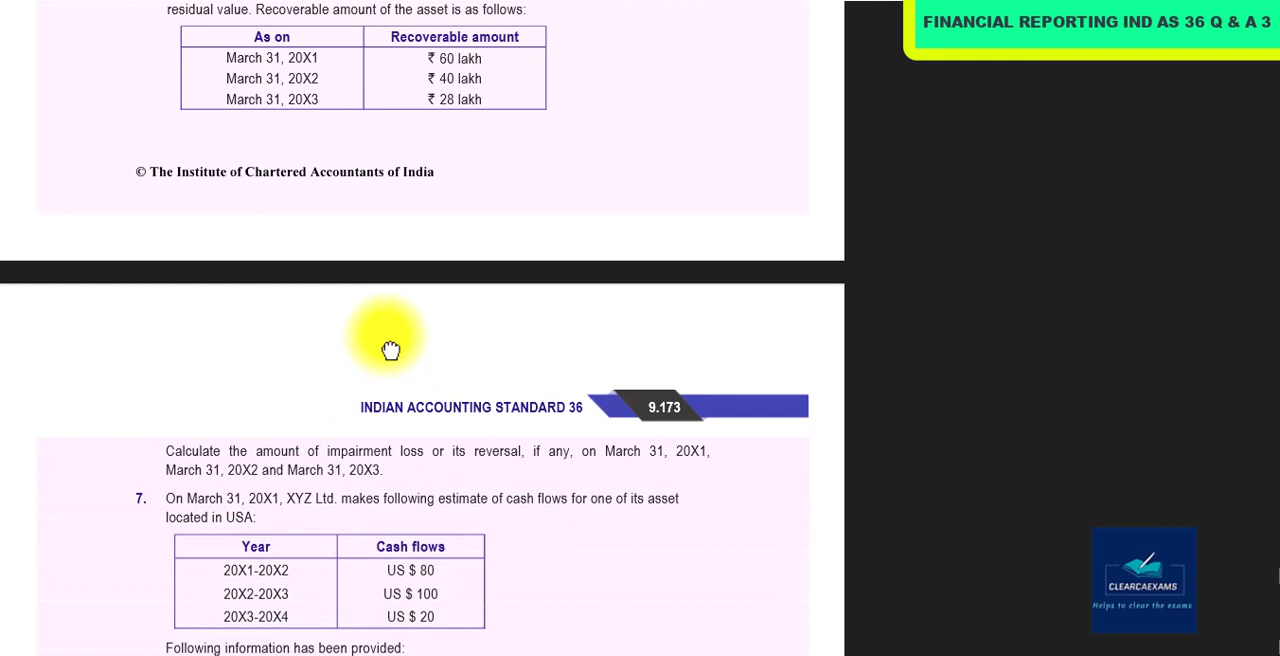 residual value. Recoverable amount of the asset is as follows:
FINANCIAL REPORTING IND AS 36 Q & A 3
As on Recoverable amount
March 31, 20X1 ₹ 60 lakh
March 31, 20X2 ₹ 40 lakh
March 31, 20X3 ₹ 28 lakh
© The Institute of Chartered Accountants of India
INDIAN ACCOUNTING STANDARD 36 9.173
Calculate the amount of impairment loss or its reversal, if any, on March 31, 20X1,
March 31, 20X2 and March 31, 20X3.
7. On March 31, 20X1, XYZ Ltd. makes following estimate of cash flows for one of its asset
located in USA:
Year Cash flows
20X1-20X2 US $ 80
20X2-20X3 US $ 100
20X3-20X4 US $ 20
Following information has been provided:
CLEARCAEXAMS
Helps to clear the exams